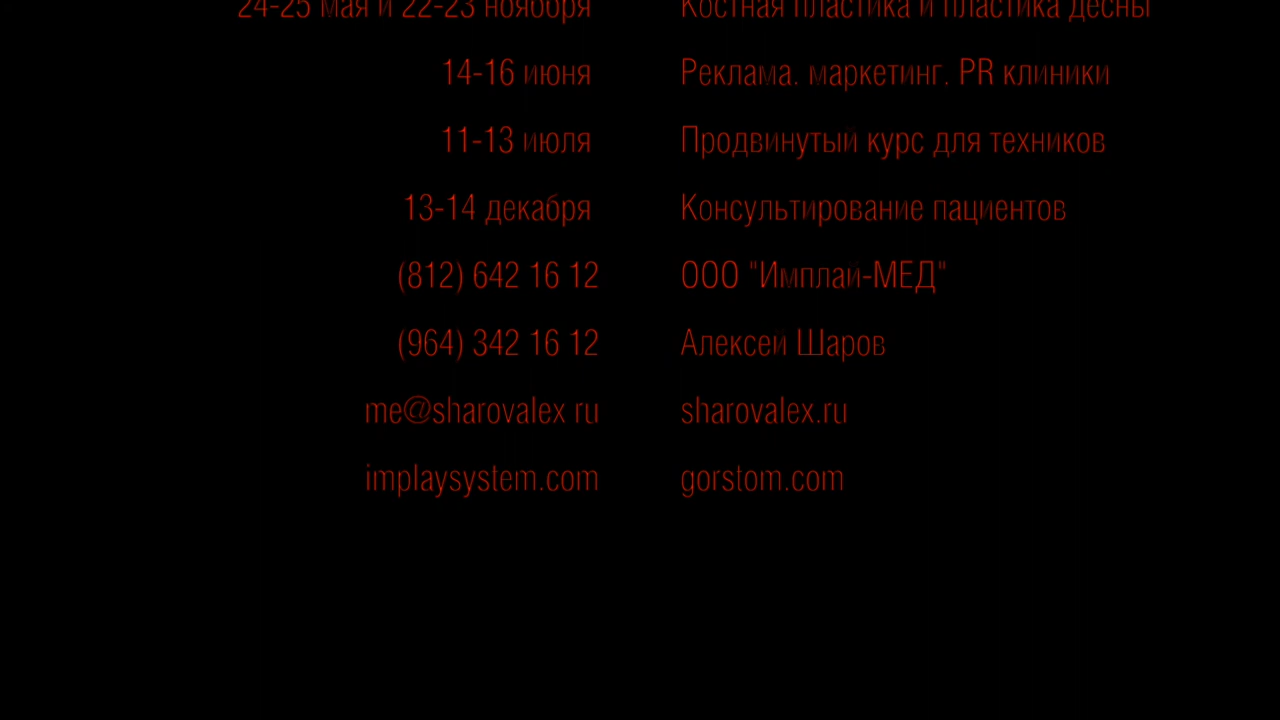 24-25 мая и 22-23 ноября Костная пластика и пластика десны
14-16 июня Реклама. маркетинг. PR клиники
11-13 июля Продвинутый курс для техников
13-14 декабря Консультирование пациентов
(812) 642 16 12 ООО "Имплаи-МЕД"
(964) 342 16 12 Алексей Шаров
me@sharovalex ru sharovalex.ru
implaysystem.com gorstom.com